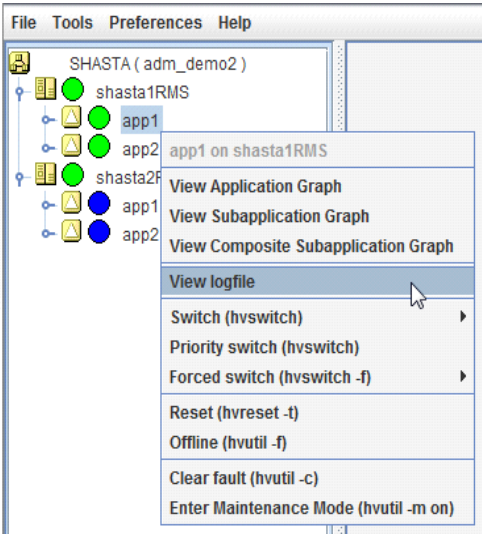 File Tools Preferences Help
SHASTA ( adm_demo2 )
shasta1RMS
app1
app2
shasta2
app1
app2
app1 on shasta1RMS
View Application Graph
View Subapplication Graph
View Composite Subapplication Graph
View logfile
Switch (hvswitch)
Priority switch (hvswitch)
Forced switch (hvswitch -f)
Reset (hvreset -t)
Offline (hvutil -f)
Clear fault (hvutil -c)
Enter Maintenance Mode (hvutil -m on)